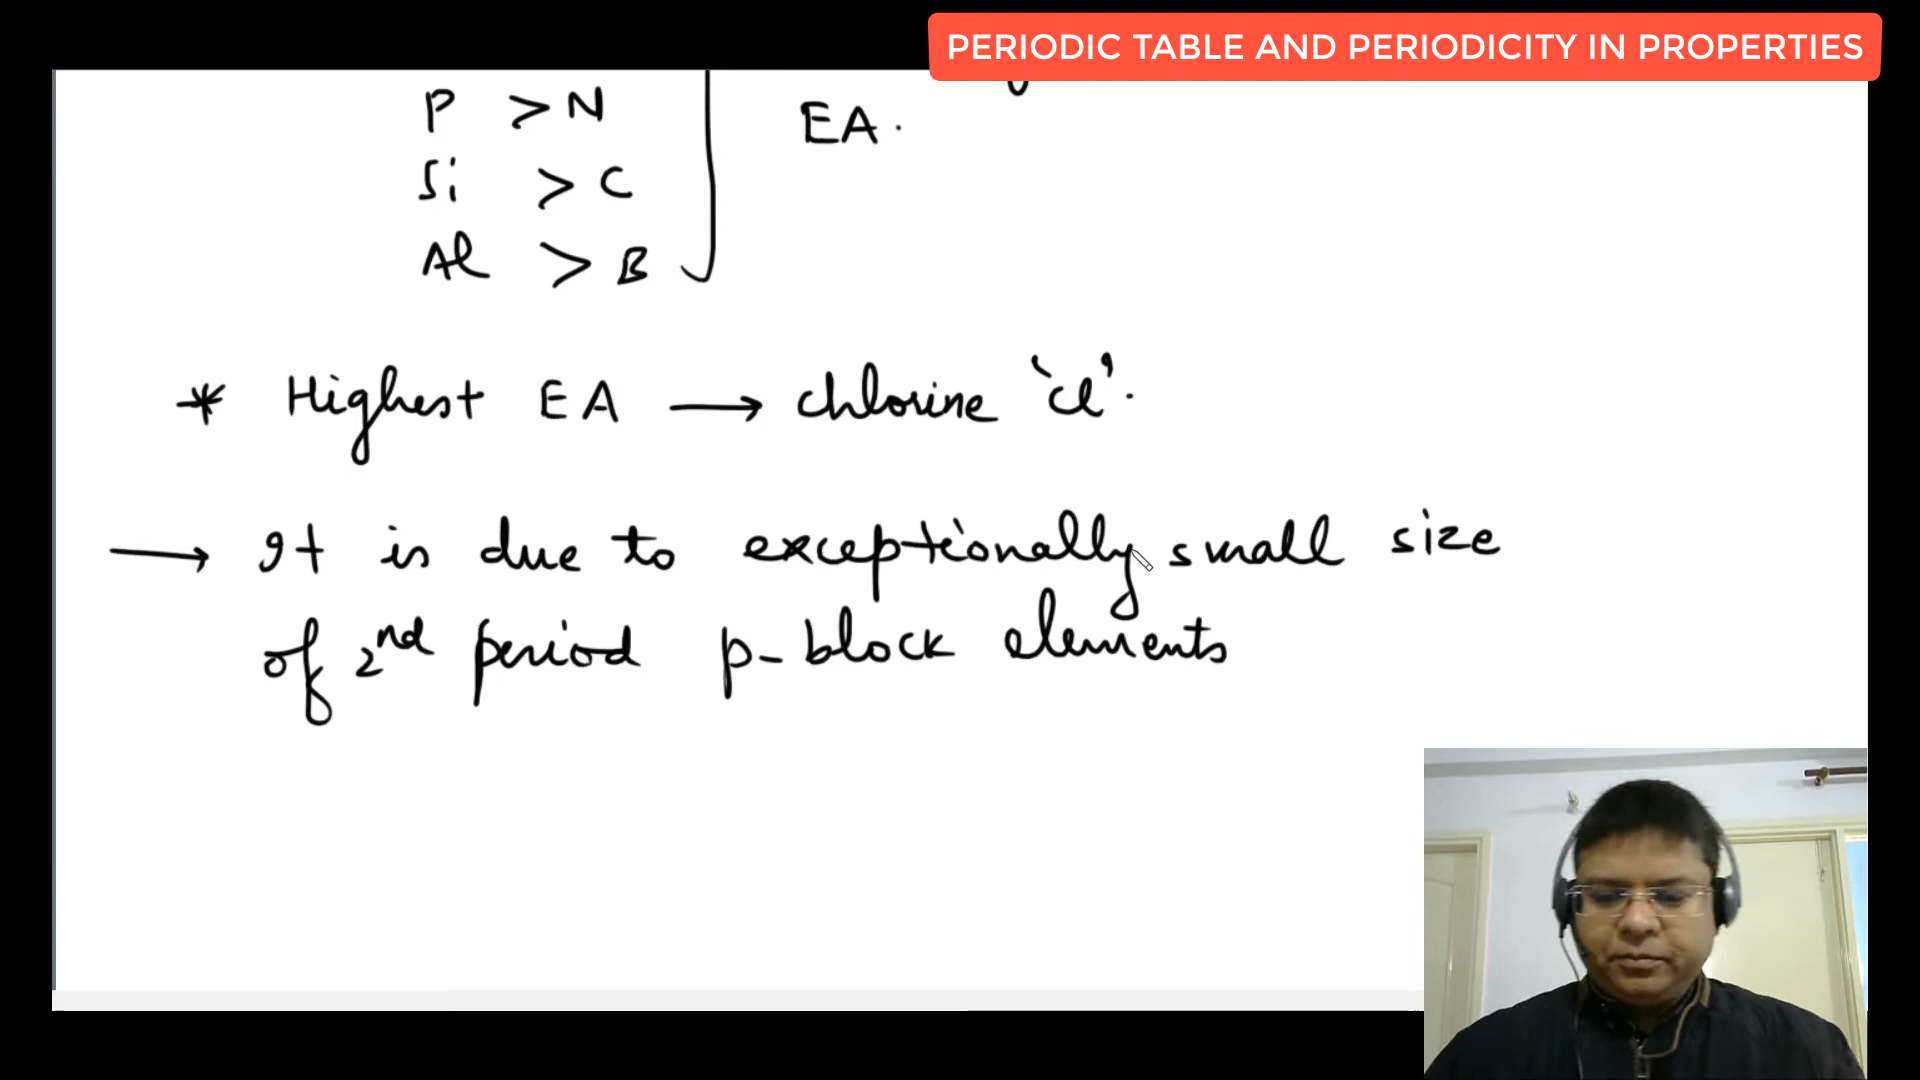 PERIODIC TABLE AND PERIODICITY IN PROPERTIES
P > N
EA.
Si > C
Al > B
* Highest EA → chlorine 'Cl'.
→ It is due to exceptionally small size
of 2nd period p-block elements